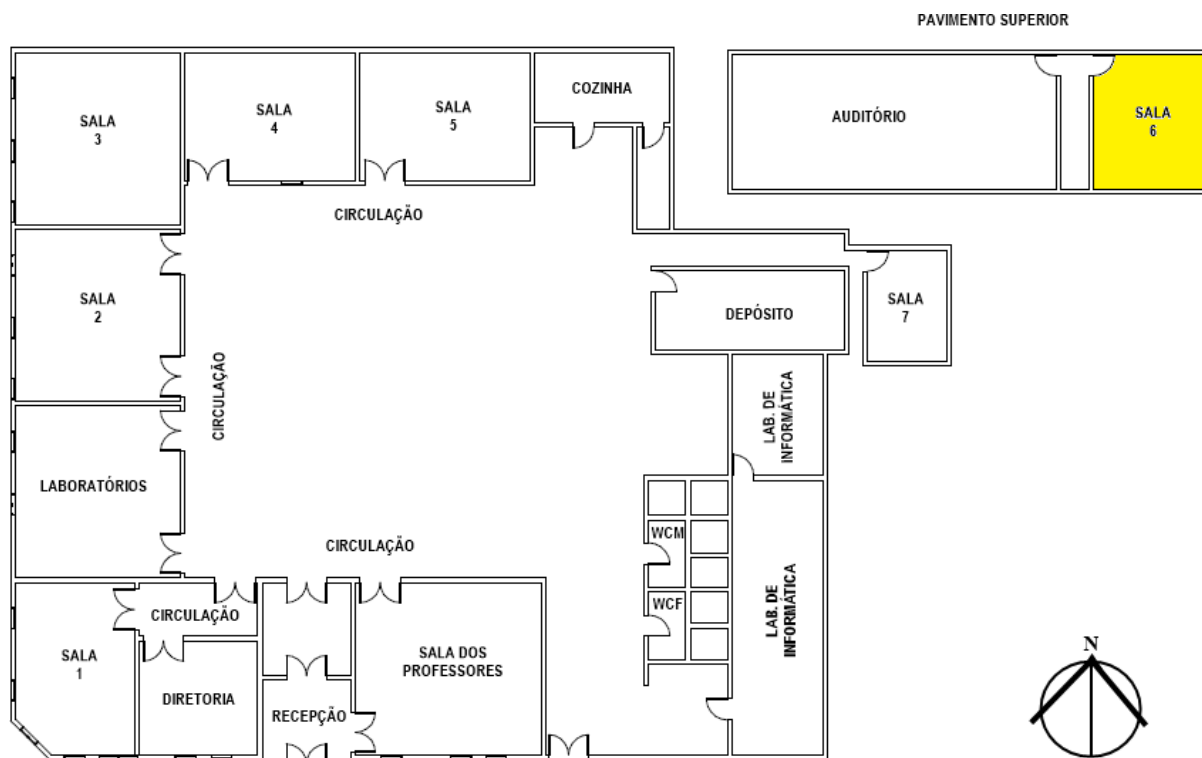 PAVIMENTO SUPERIOR
SALA
3
SALA
4
SALA
5
COZINHA
AUDITÓRIO
SALA
6
CIRCULAÇÃO
SALA
2
DEPÓSITO
SALA
7
CIRCULAÇÃO
LAB. DE
INFORMÁTICA
LABORATÓRIOS
CIRCULAÇÃO
WCM
WCF
LAB. DE
INFORMÁTICA
CIRCULAÇÃO
SALA
1
DIRETORIA
RECEPÇÃO
SALA DOS
PROFESSORES
N